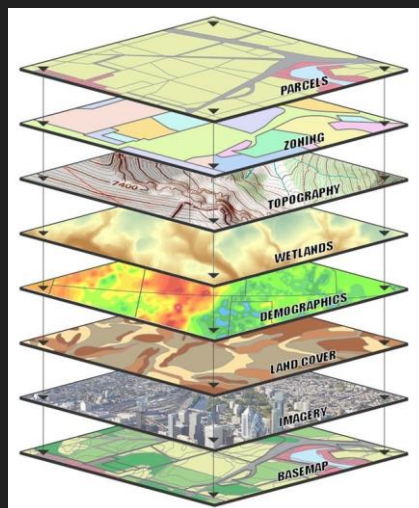 PARCELS
ZONING
7400
TOPOGRAPHY
WETLANDS
DEMOGRAPHICS
LAND COVER
IMAGERY
BASEMAP